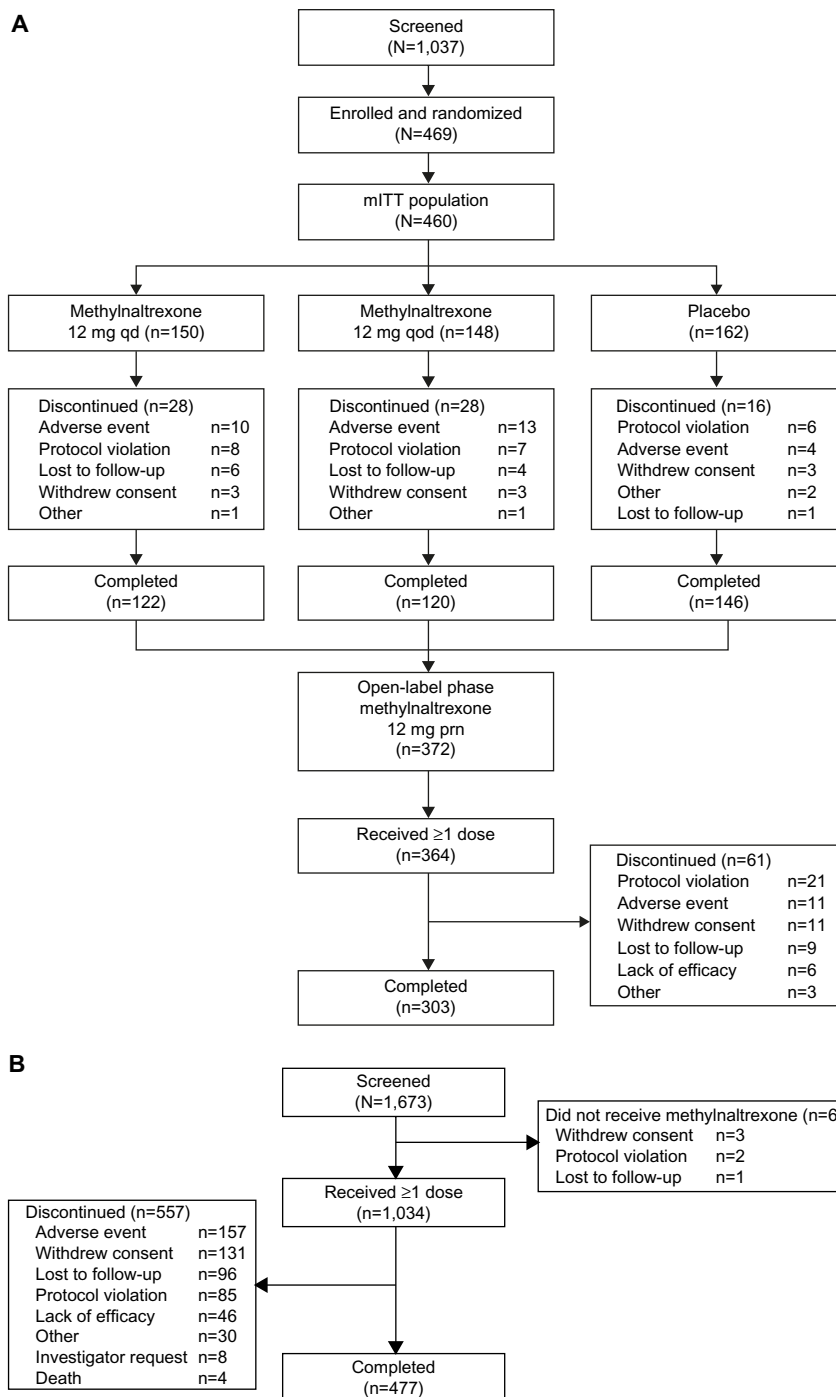 A
Screened
(N=1,037)
Enrolled and randomized
(N=469)
mITT population
(N=460)
Methylnaltrexone
12 mg qd (n=150)
Methylnaltrexone
12 mg qod (n=148)
Placebo
(n=162)
Discontinued (n=28)
Adverse event n=10
Protocol violation n=8
Lost to follow-up n=6
Withdrew consent n=3
Other n=1
Discontinued (n=28)
Adverse event n=13
Protocol violation n=7
Lost to follow-up n=4
Withdrew consent n=3
Other n=1
Discontinued (n=16)
Protocol violation n=6
Adverse event n=4
Withdrew consent n=3
Other n=2
Lost to follow-up n=1
Completed
(n=122)
Completed
(n=120)
Completed
(n=146)
Open-label phase
methylnaltrexone
12 mg prn
(n=372)
Received ≥1 dose
(n=364)
Discontinued (n=61)
Protocol violation n=21
Adverse event n=11
Withdrew consent n=11
Lost to follow-up n=9
Lack of efficacy n=6
Other n=3
Completed
(n=303)
B
Screened
(N=1,673)
Did not receive methylnaltrexone (n=6
Withdrew consent n=3
Protocol violation n=2
Lost to follow-up n=1
Received ≥1 dose
(n=1,034)
Discontinued (n=557)
Adverse event n=157
Withdrew consent n=131
Lost to follow-up n=96
Protocol violation n=85
Lack of efficacy n=46
Other n=30
Investigator request n=8
Death n=4
Completed
(n=477)